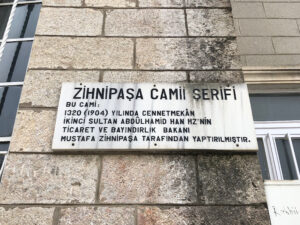 ZİHNİPAŞA CAMİİ ŞERİFİ
BU CAMİ:
1320 (1904) YILINDA CENNETMEKÂN
İKİNCİ SULTAN ABDÜLHAMİD HAN HZ'NİN
TİCARET VE BAYINDIRLIK BAKANI
MUSTAFA ZİHNİPAŞA TARAFINDAN YAPTIRILMIŞTIR.